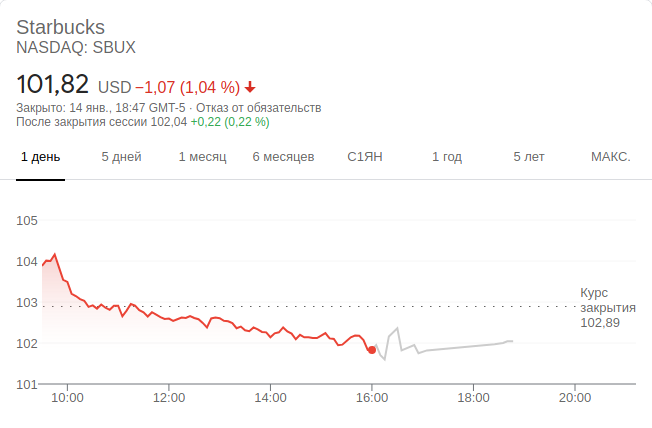 Starbucks
NASDAQ: SBUX
101,82 USD −1,07 (1,04 %)
Закрыто: 14 янв., 18:47 GMT-5 · Отказ от обязательств
После закрытия сессии 102,04 +0,22 (0,22 %)
1 день 5 дней 1 месяц 6 месяцев С1ЯН 1 год 5 лет МАКС.
105
104
103
102
101
Курс
закрытия
102,89
10:00 12:00 14:00 16:00 18:00 20:00